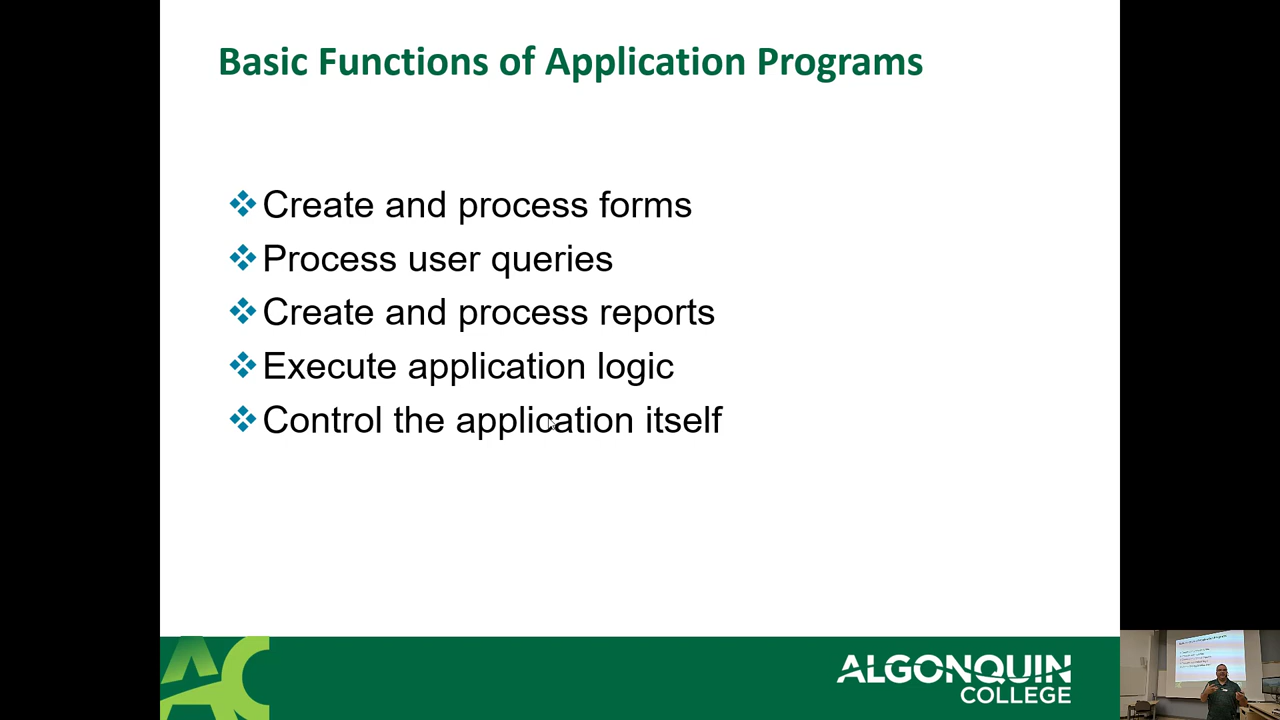 Basic Functions of Application Programs
Create and process forms
Process user queries
Create and process reports
Execute application logic
Control the application itself
AC
ALGONQUIN
COLLEGE